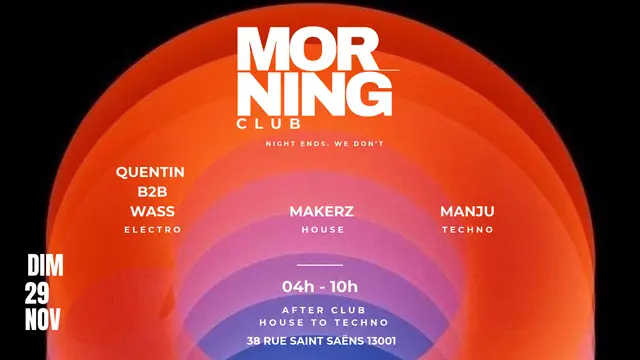 MOR_
NING
CLUB
NIGHT ENDS. WE DON'T
QUENTIN
B2B
WASS
ELECTRO
MAKERZ
HOUSE
MANJU
TECHNO
04h - 10h
AFTER CLUB
HOUSE TO TECHNO
38 RUE SAINT SAËNS 13001
DIM
29
NOV